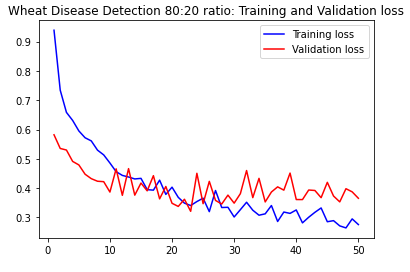 Wheat Disease Detection 80:20 ratio: Training and Validation loss
Training loss
Validation loss
0.9
0.8
0.7
0.6
0.5
0.4
0.3
0 10 20 30 40 50